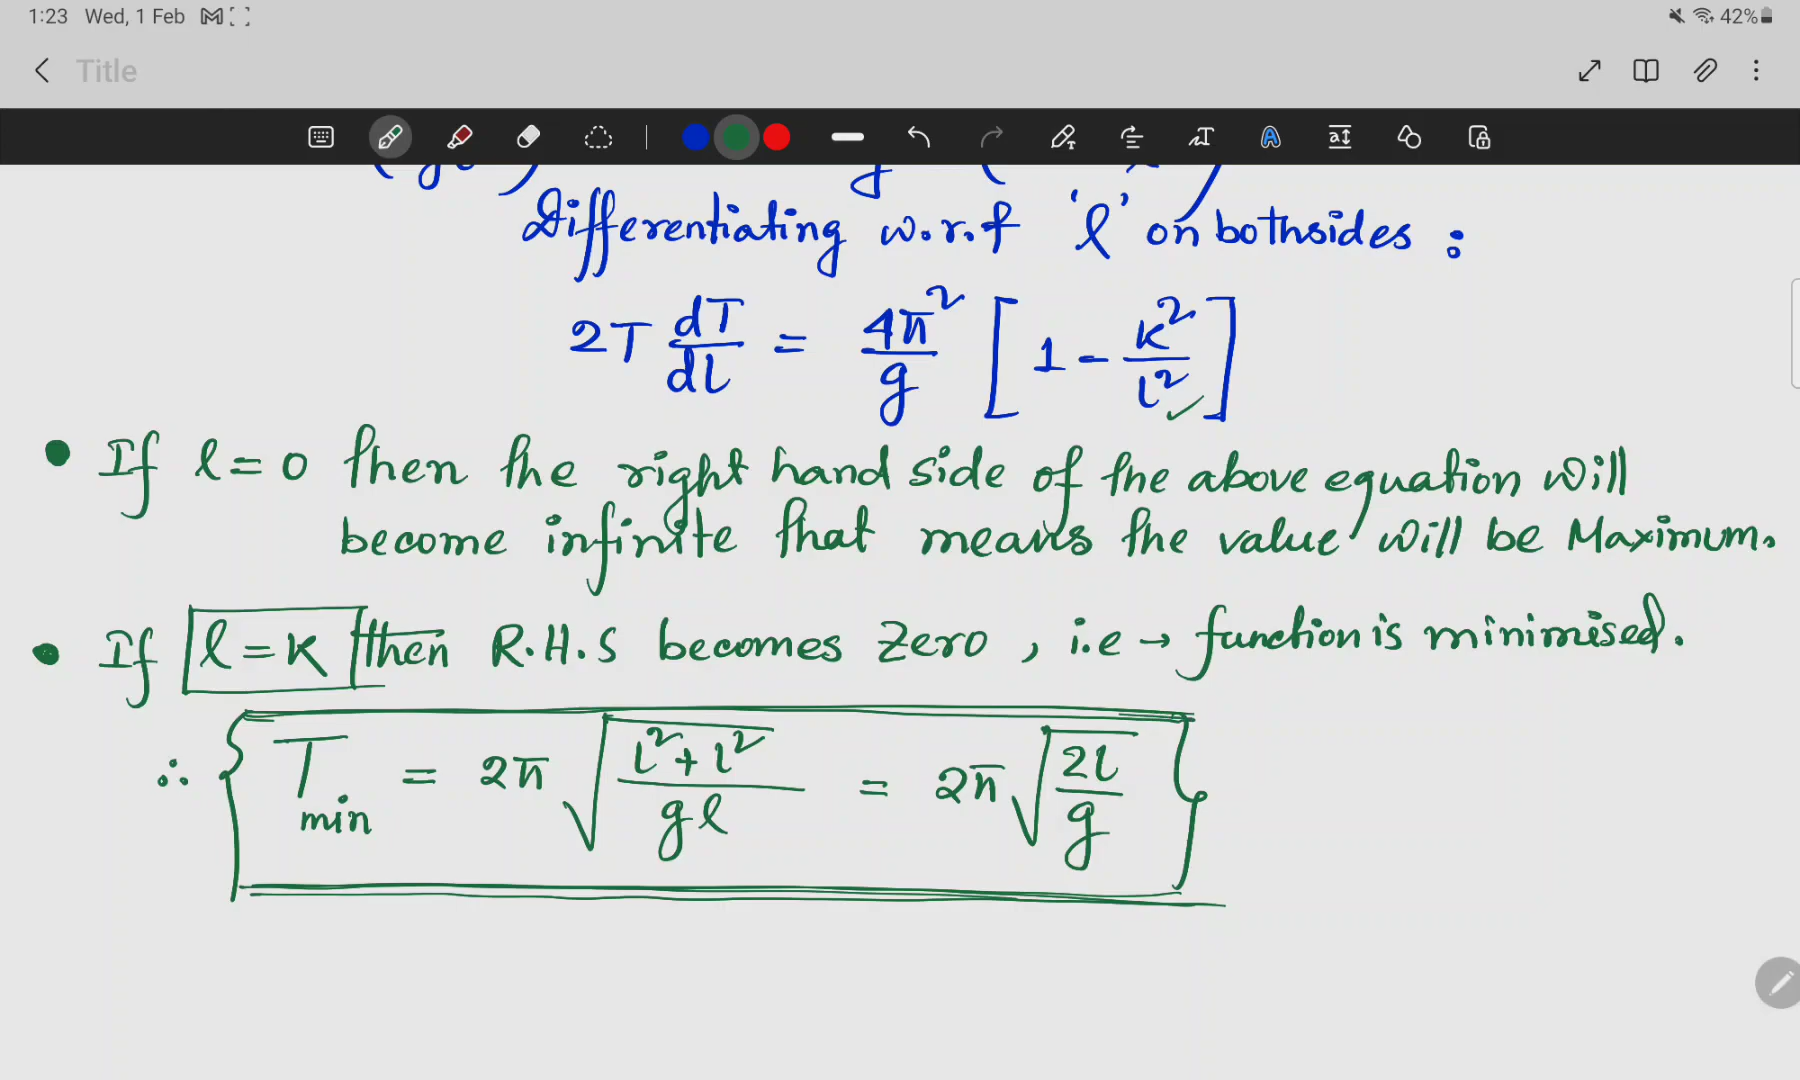 1:23 Wed, 1 Feb
42%
Title
Differentiating w.r.t 'l' on bothsides :
2T dT/dl = 4π²/g [1 - K²/l²]
• If l = 0 then the right hand side of the above equation will
become infinite that means the value will be Maximum.
• If l = K then R.H.S becomes Zero , i.e → function is minimised.
∴ T min = 2π √(l² + l²/gl) = 2π √(2l/g)